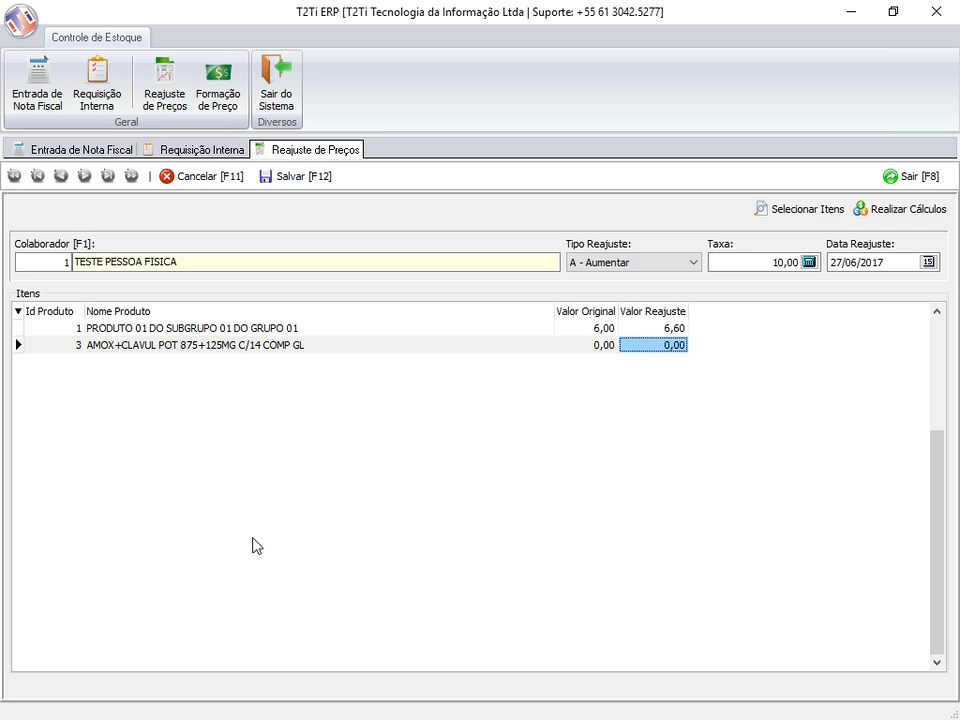 T2Ti ERP [T2Ti Tecnologia da Informação Ltda | Suporte: +55 61 3042.5277]
Controle de Estoque
Entrada de Nota Fiscal
Requisição Interna
Reajuste de Preços
Formação de Preço
Sair do Sistema
Geral
Diversos
Entrada de Nota Fiscal
Requisição Interna
Reajuste de Preços
Cancelar [F11]
Salvar [F12]
Sair [F8]
Selecionar Itens
Realizar Cálculos
Colaborador [F1]:
Tipo Reajuste:
Taxa:
Data Reajuste:
1
TESTE PESSOA FISICA
A - Aumentar
10,00
27/06/2017
15
Itens
Id Produto Nome Produto Valor Original Valor Reajuste
1 PRODUTO 01 DO SUBGRUPO 01 DO GRUPO 01 6,00 6,60
3 AMOX+CLAVUL POT 875+125MG C/14 COMP GL 0,00 0,00